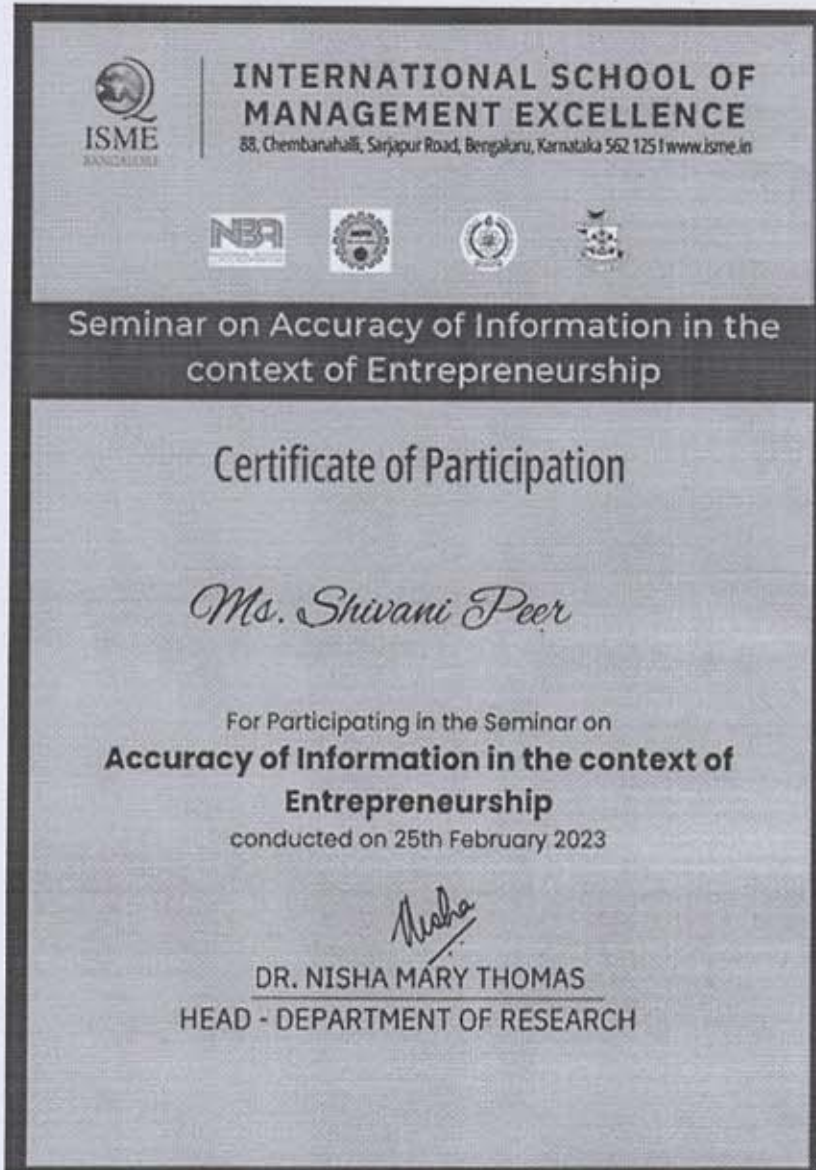 INTERNATIONAL SCHOOL OF
MANAGEMENT EXCELLENCE
ISME
BANGALORE
88, Chembanahalli, Sarjapur Road, Bengaluru, Karnataka 562 125 I www.isme.in
NBA
Seminar on Accuracy of Information in the
context of Entrepreneurship
Certificate of Participation
Ms. Shivani Peer
For Participating in the Seminar on
Accuracy of Information in the context of
Entrepreneurship
conducted on 25th February 2023
Nisha
DR. NISHA MARY THOMAS
HEAD - DEPARTMENT OF RESEARCH